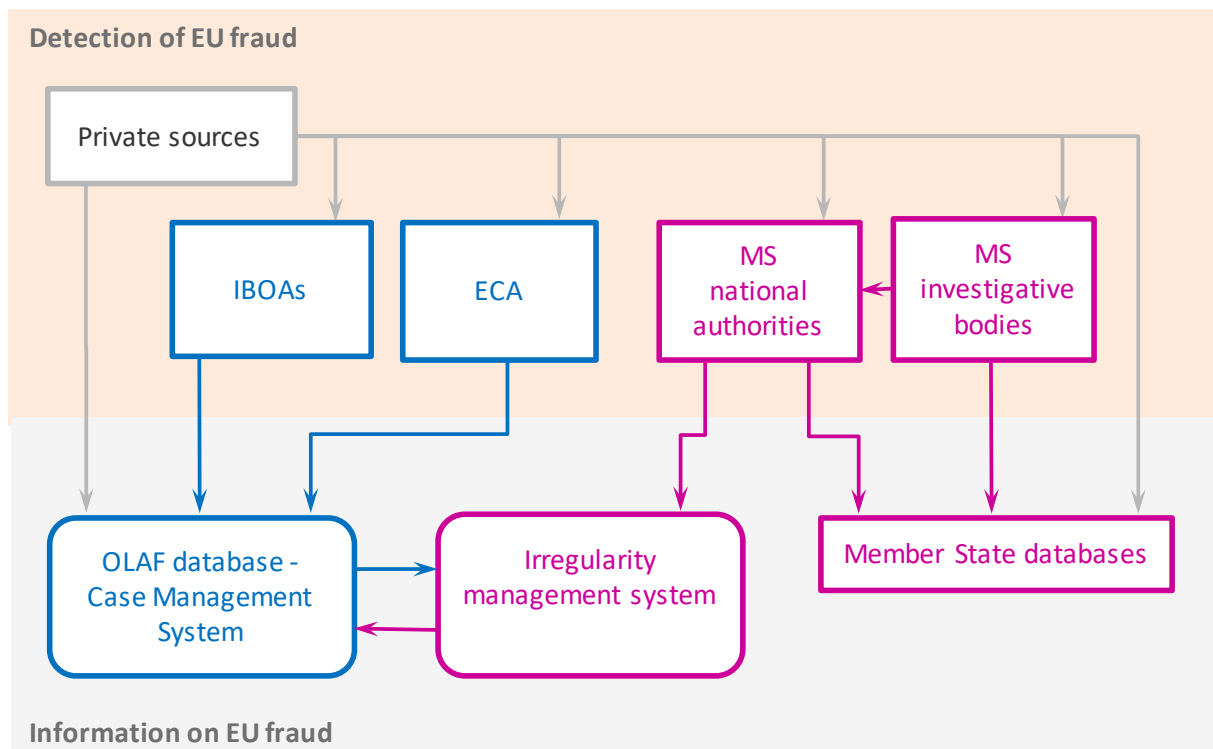 Detection of EU fraud
Private sources
IBOAs
ECA
MS
national
authorities
MS
investigative
bodies
OLAF database -
Case Management
System
Irregularity
management system
Member State databases
Information on EU fraud